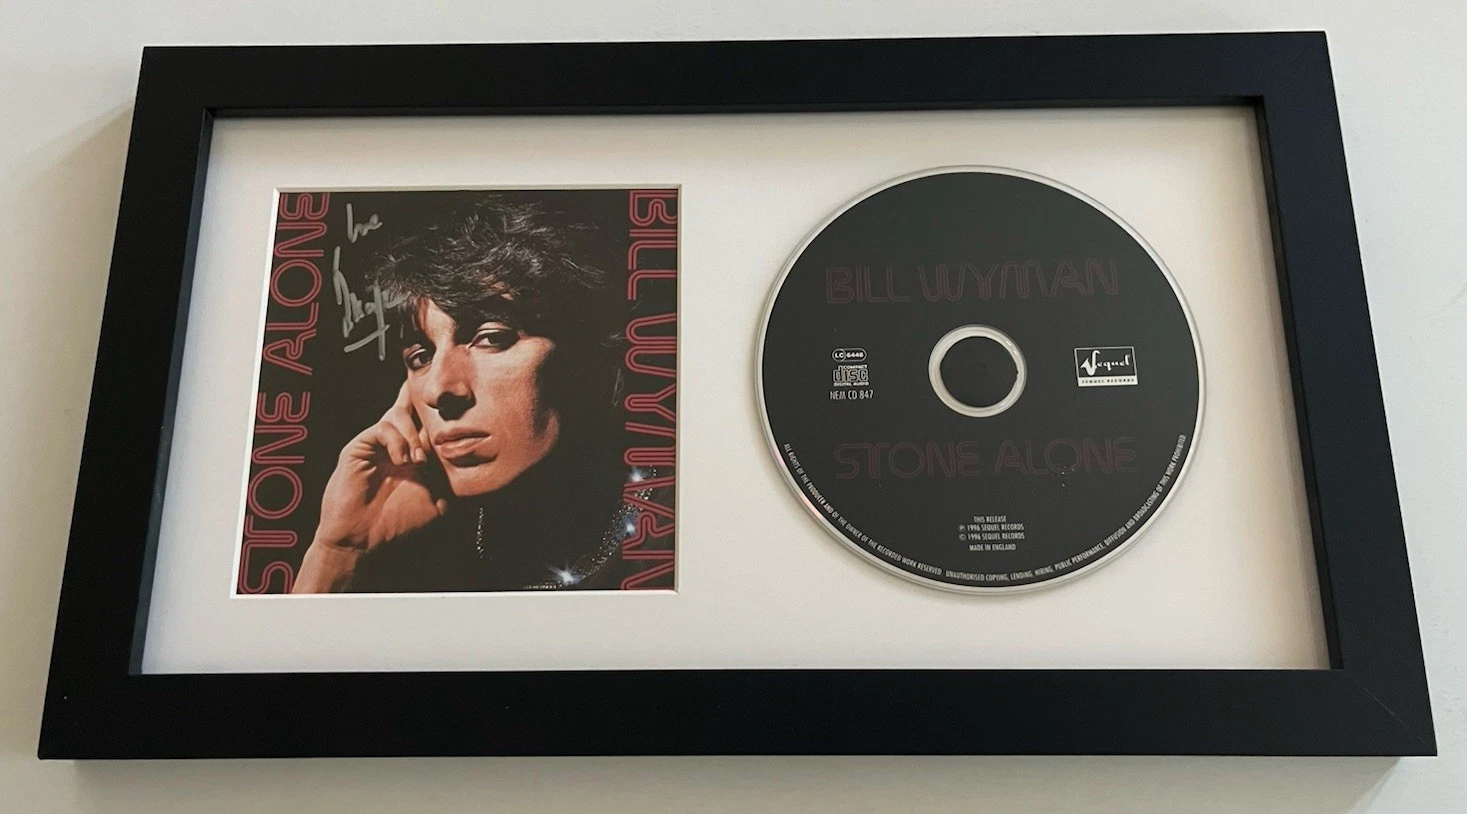 STONE ALONE
BILL WYMAN
BILL WYMAN
LC 6448
COMPACT
DISC
DIGITAL AUDIO
NEM CD 847
Sequel
SEQUEL RECORDS
STONE ALONE
THIS RELEASE
℗ 1996 SEQUEL RECORDS
© 1996 SEQUEL RECORDS
MADE IN ENGLAND
ALL RIGHTS OF THE PRODUCER AND OF THE OWNER OF THE RECORDED WORK RESERVED UNAUTHORISED COPYING, LENDING, HIRING, PUBLIC PERFORMANCE, DIFFUSION AND BROADCASTING OF THIS WORK PROHIBITED